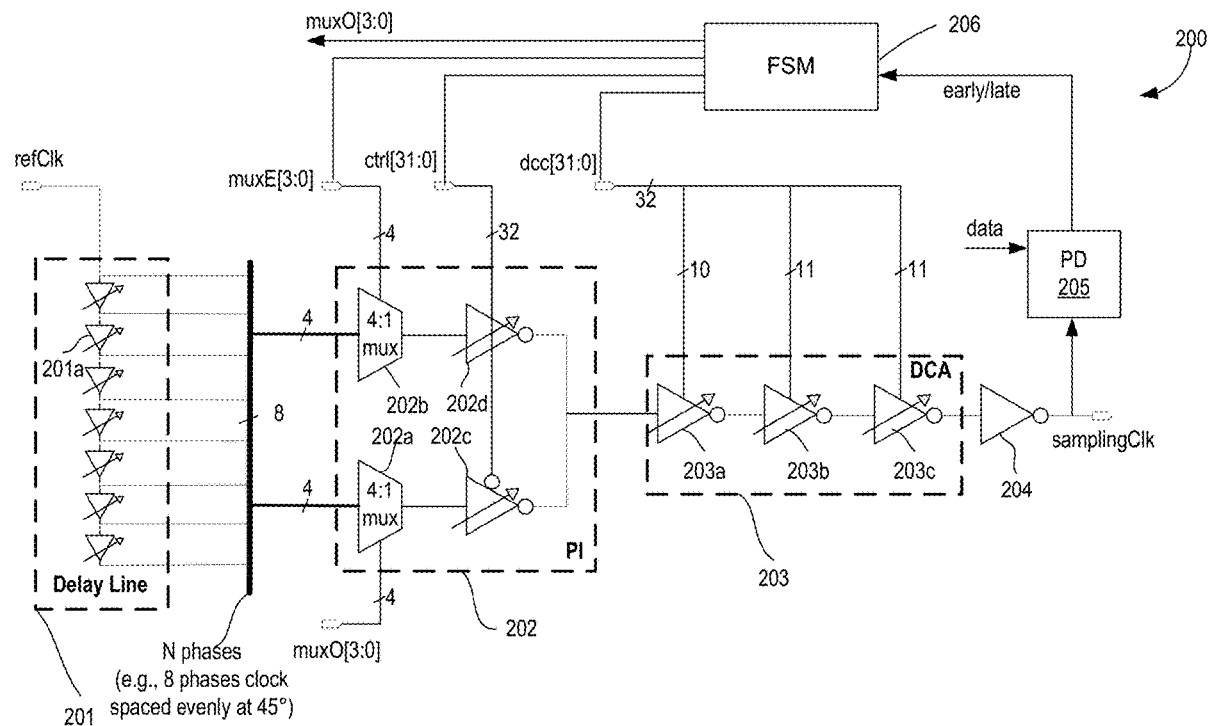 muxO[3:0]
206
FSM
200
early/late
refClk
muxE[3:0]
ctrl[31:0]
dcc[31:0]
32
4
32
10
11
11
data
PD
205
4
4:1
mux
202b
202d
201a
8
202a
202c
4
4:1
mux
PI
DCA
203a
203b
203c
204
samplingClk
203
Delay Line
4
202
muxO[3:0]
201
N phases
(e.g., 8 phases clock
spaced evenly at 45°)